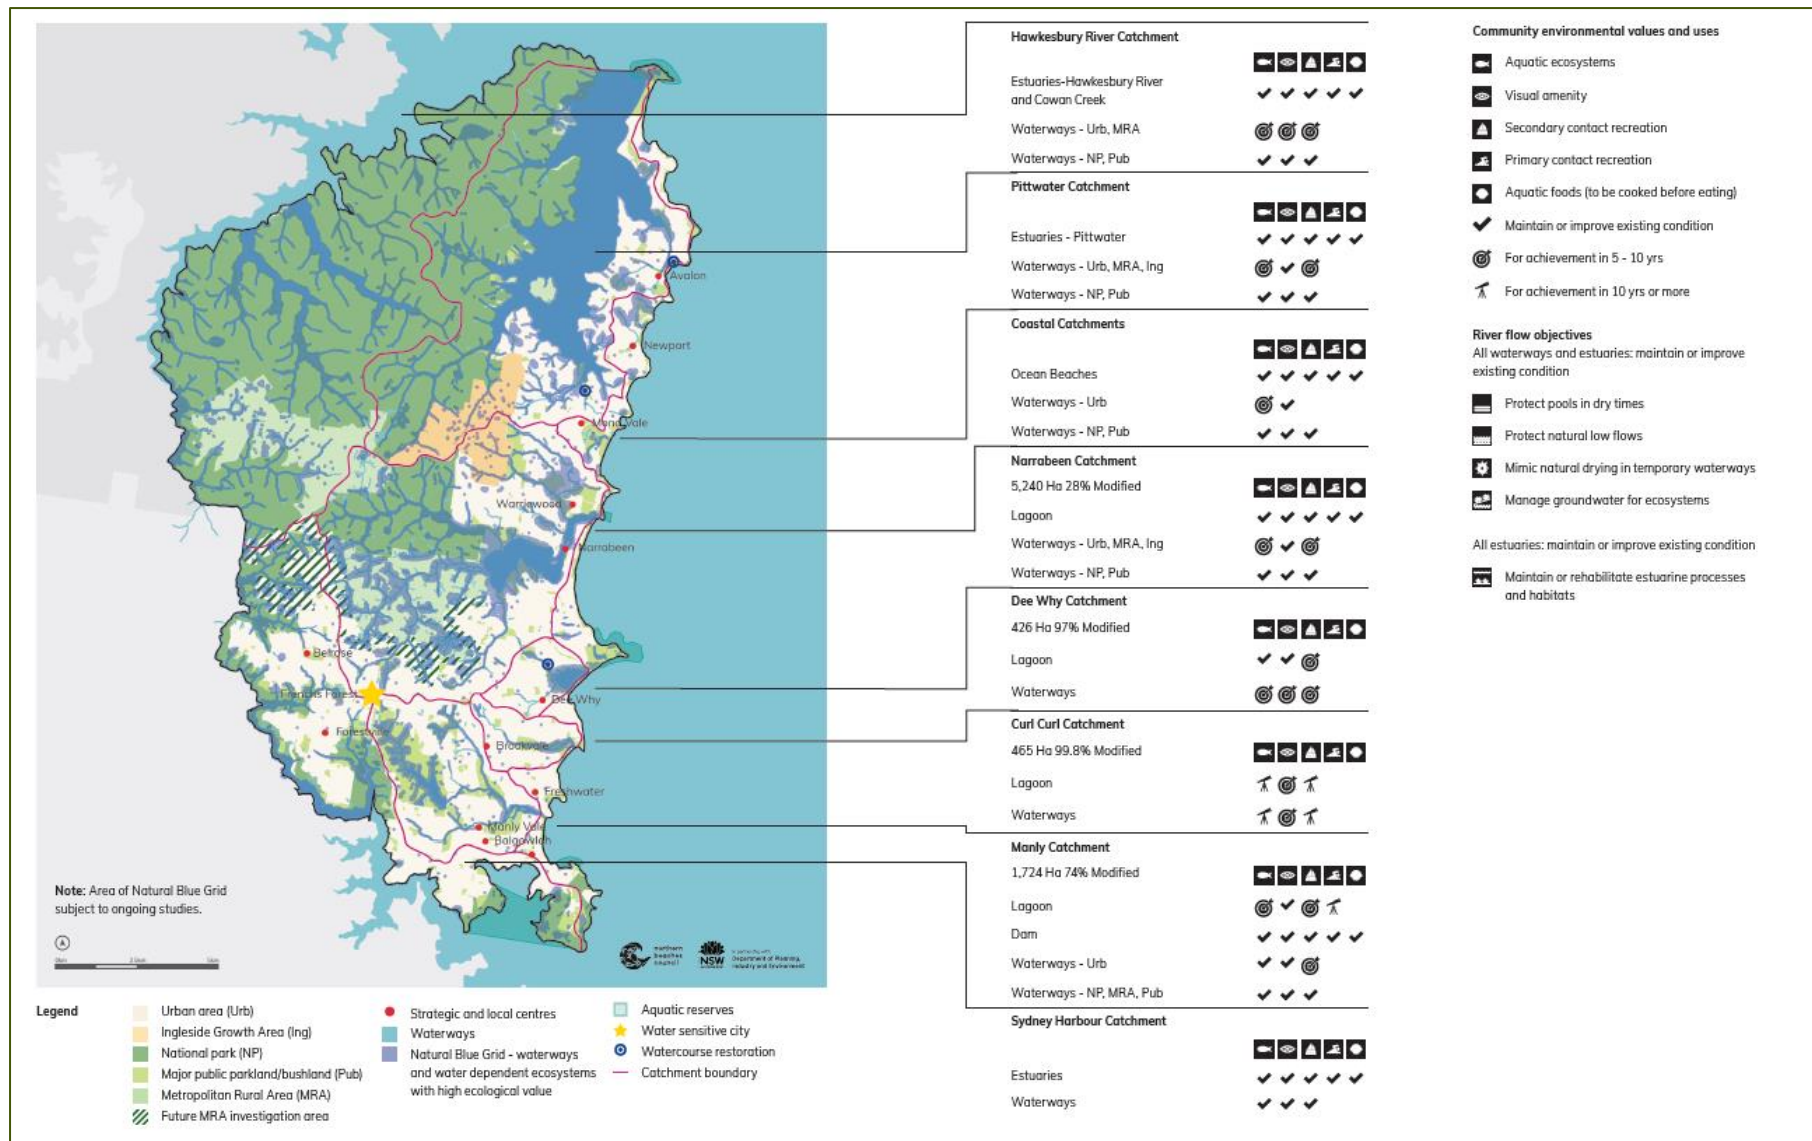 Avalon
Newport
Mona Vale
Warriewood
Narrabeen
Belrose
Frenchs Forest
Dee Why
Forestville
Brookvale
Freshwater
Manly Vale
Balgowlah
Note: Area of Natural Blue Grid
subject to ongoing studies.
northern
beaches
council
NSW
Legend
Urban area (Urb)
Ingleside Growth Area (Ing)
National park (NP)
Major public parkland/bushland (Pub)
Metropolitan Rural Area (MRA)
Future MRA investigation area
Strategic and local centres
Waterways
Natural Blue Grid - waterways
and water dependent ecosystems
with high ecological value
Aquatic reserves
Water sensitive city
Watercourse restoration
Catchment boundary
Hawkesbury River Catchment
Estuaries-Hawkesbury River
and Cowan Creek
Waterways - Urb, MRA
Waterways - NP, Pub
Pittwater Catchment
Estuaries - Pittwater
Waterways - Urb, MRA, Ing
Waterways - NP, Pub
Coastal Catchments
Ocean Beaches
Waterways - Urb
Waterways - NP, Pub
Narrabeen Catchment
5,240 Ha 28% Modified
Lagoon
Waterways - Urb, MRA, Ing
Waterways - NP, Pub
Dee Why Catchment
426 Ha 97% Modified
Lagoon
Waterways
Curl Curl Catchment
465 Ha 99.8% Modified
Lagoon
Waterways
Manly Catchment
1,724 Ha 74% Modified
Lagoon
Dam
Waterways - Urb
Waterways - NP, MRA, Pub
Sydney Harbour Catchment
Estuaries
Waterways
Community environmental values and uses
Aquatic ecosystems
Visual amenity
Secondary contact recreation
Primary contact recreation
Aquatic foods (to be cooked before eating)
Maintain or improve existing condition
For achievement in 5 - 10 yrs
For achievement in 10 yrs or more
River flow objectives
All waterways and estuaries: maintain or improve
existing condition
Protect pools in dry times
Protect natural low flows
Mimic natural drying in temporary waterways
Manage groundwater for ecosystems
All estuaries: maintain or improve existing condition
Maintain or rehabilitate estuarine processes
and habitats